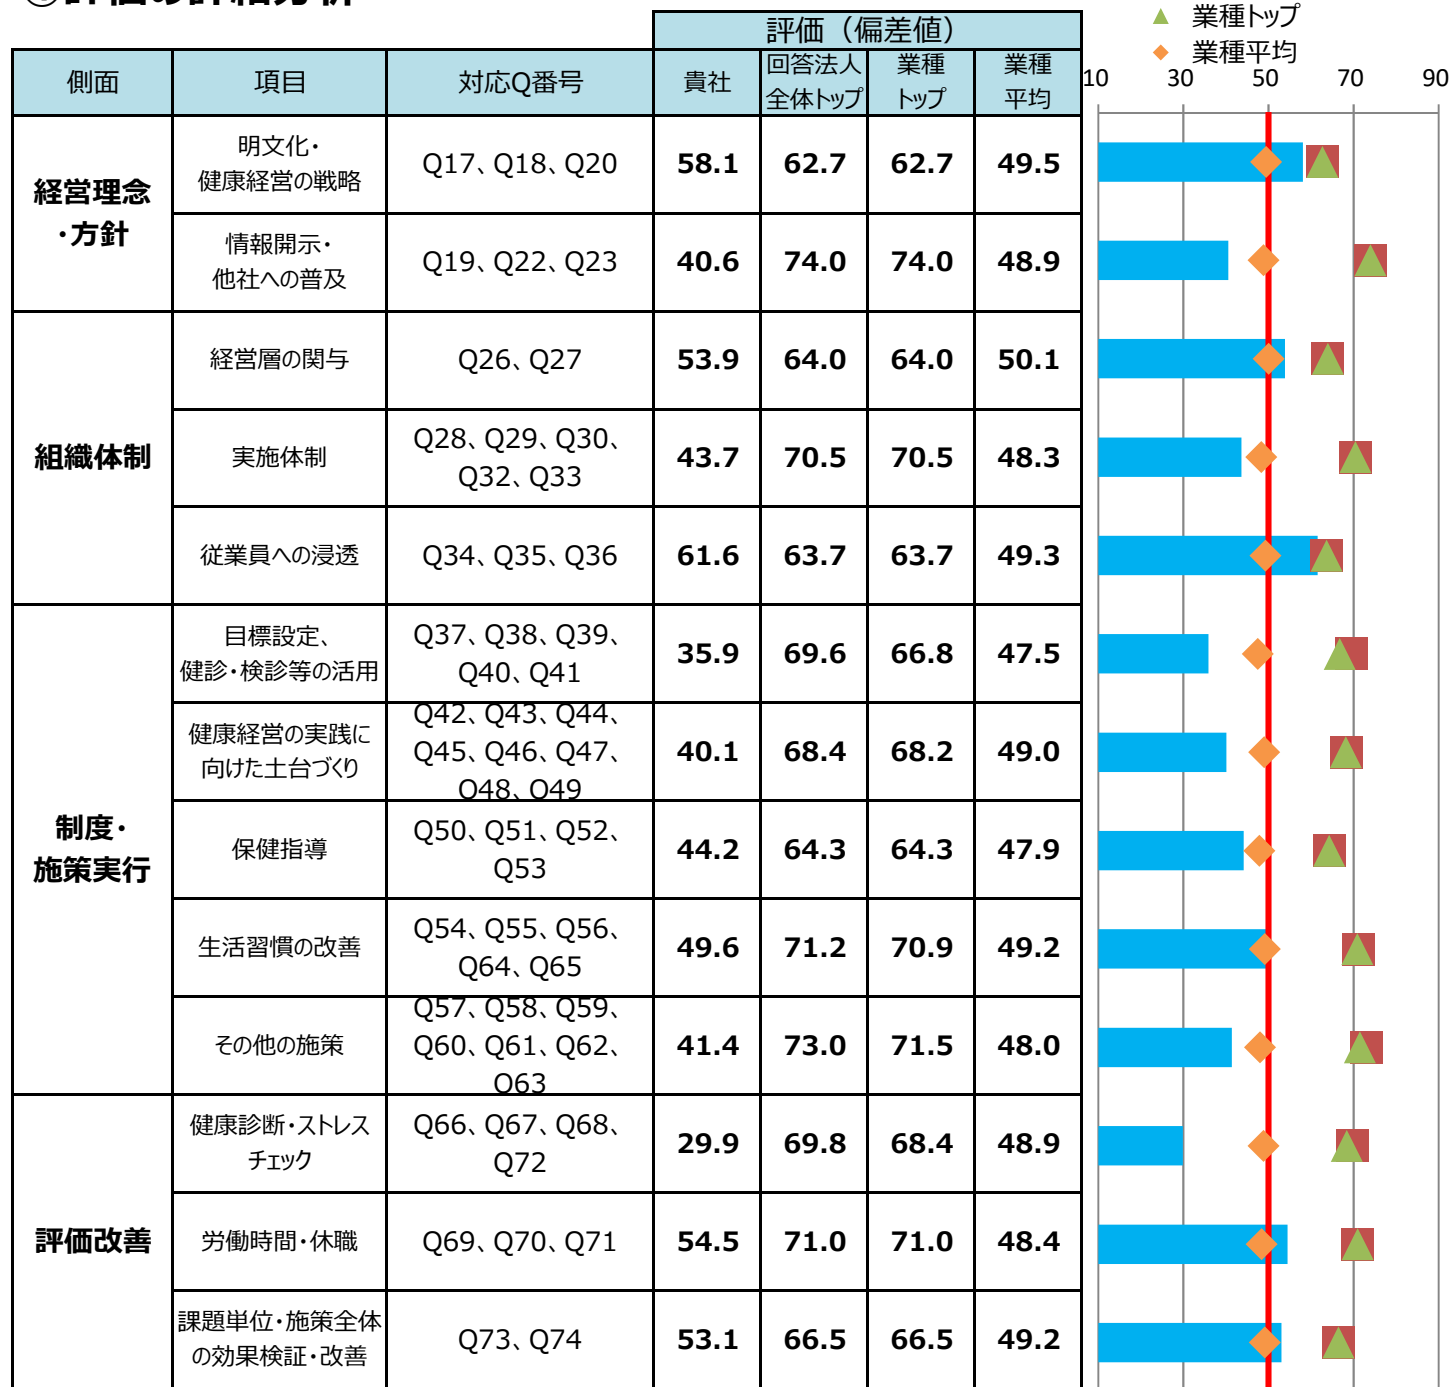 評価の詳細分析
▲ 業種トップ
◆ 業種平均
評価（偏差値）
側面 項目 対応Q番号 貴社 回答法人全体トップ 業種トップ 業種平均
10 30 50 70 90
経営理念
・方針
明文化・
健康経営の戦略
Q17、Q18、Q20 58.1 62.7 62.7 49.5
情報開示・
他社への普及
Q19、Q22、Q23 40.6 74.0 74.0 48.9
組織体制
経営層の関与 Q26、Q27 53.9 64.0 64.0 50.1
実施体制
Q28、Q29、Q30、
Q32、Q33
43.7 70.5 70.5 48.3
従業員への浸透 Q34、Q35、Q36 61.6 63.7 63.7 49.3
制度・
施策実行
目標設定、
健診・検診等の活用
Q37、Q38、Q39、
Q40、Q41
35.9 69.6 66.8 47.5
健康経営の実践に
向けた土台づくり
Q42、Q43、Q44、
Q45、Q46、Q47、
Q48、Q49
40.1 68.4 68.2 49.0
保健指導
Q50、Q51、Q52、
Q53
44.2 64.3 64.3 47.9
生活習慣の改善
Q54、Q55、Q56、
Q64、Q65
49.6 71.2 70.9 49.2
その他の施策
Q57、Q58、Q59、
Q60、Q61、Q62、
Q63
41.4 73.0 71.5 48.0
評価改善
健康診断・ストレス
チェック
Q66、Q67、Q68、
Q72
29.9 69.8 68.4 48.9
労働時間・休職 Q69、Q70、Q71 54.5 71.0 71.0 48.4
課題単位・施策全体
の効果検証・改善
Q73、Q74 53.1 66.5 66.5 49.2